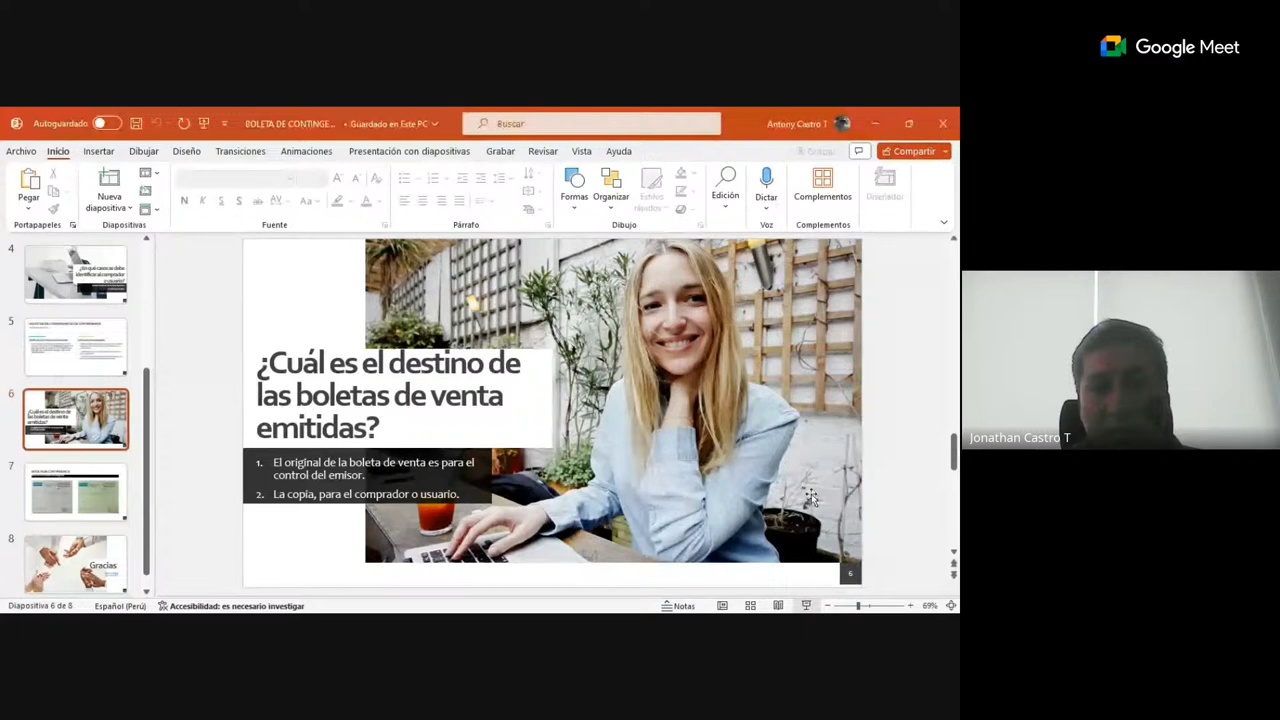 Google Meet
Autoguardado
BOLETA DE CONTINGE... • Guardado en Este PC
Buscar
Antony Castro T
Archivo Inicio Insertar Dibujar Diseño Transiciones Animaciones Presentación con diapositivas Grabar Revisar Vista Ayuda
Compartir
Pegar
Nueva
diapositiva
Formas
Organizar
Estilos
rápidos
Edición
Dictar
Complementos
Diseñador
Portapapeles
Diapositivas
Fuente
Párrafo
Dibujo
Voz
Complementos
4
5
6
7
8
Gracias
¿Cuál es el destino de
las boletas de venta
emitidas?
1. El original de la boleta de venta es para el
control del emisor.
2. La copia, para el comprador o usuario.
6
Jonathan Castro T
Diapositiva 6 de 8
Español (Perú)
Accesibilidad: es necesario investigar
Notas
69%